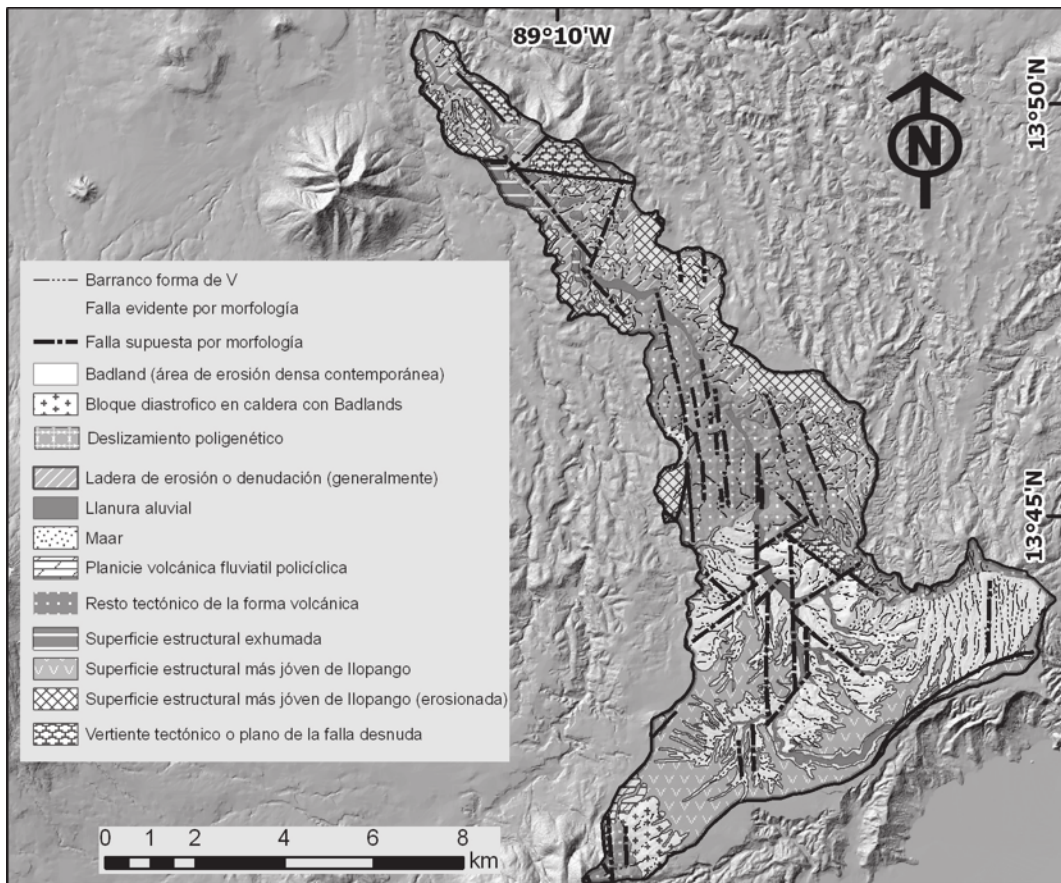 89°10'W
13°50'N
N
13°45'N
Barranco forma de V
Falla evidente por morfología
Falla supuesta por morfología
Badland (área de erosión densa contemporánea)
Bloque diastrofico en caldera con Badlands
Deslizamiento poligenético
Ladera de erosión o denudación (generalmente)
Llanura aluvial
Maar
Planicie volcánica fluviatil policíclica
Resto tectónico de la forma volcánica
Superficie estructural exhumada
Superficie estructural más jóven de Ilopango
Superficie estructural más jóven de Ilopango (erosionada)
Vertiente tectónico o plano de la falla desnuda
0 1 2 4 6 8
km